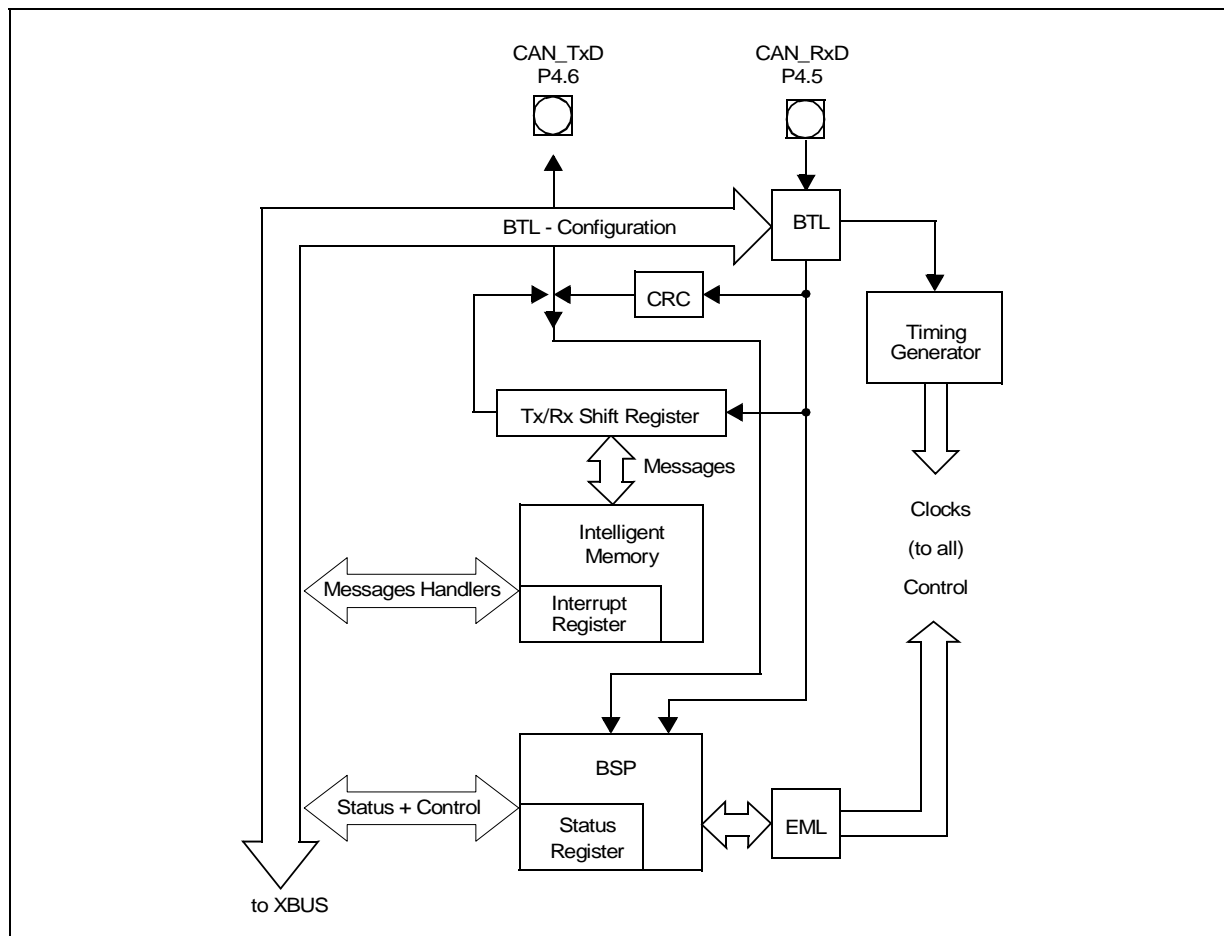 CAN_TxD
P4.6
CAN_RxD
P4.5
BTL - Configuration
BTL
CRC
Timing
Generator
Tx/Rx Shift Register
Messages
Clocks
(to all)
Control
Intelligent
Memory
Messages Handlers
Interrupt
Register
BSP
Status + Control
Status
Register
EML
to XBUS